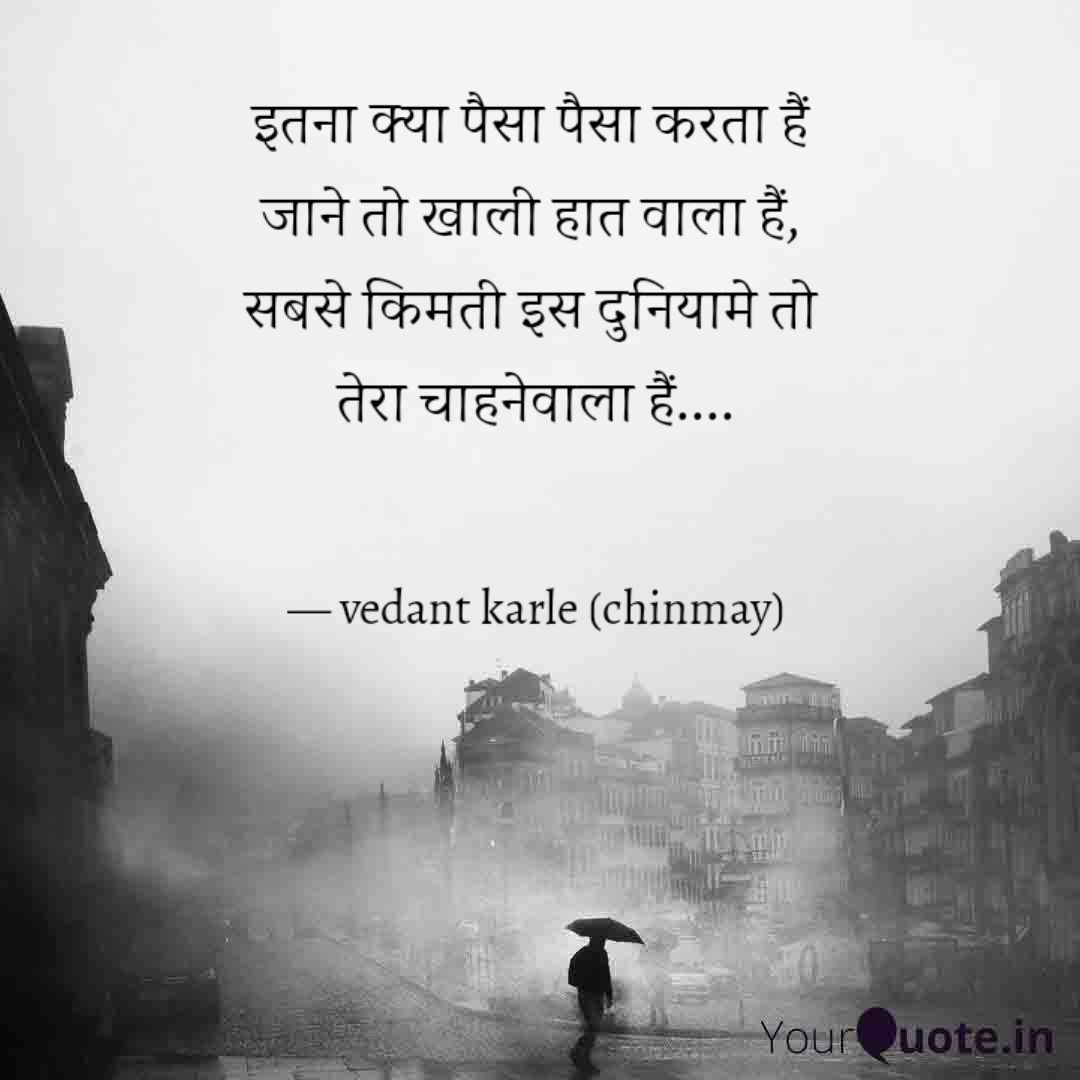 इतना क्या पैसा पैसा करता हैं
जाने तो खाली हात वाला हैं,
सबसे किमती इस दुनियामे तो
तेरा चाहनेवाला हैं....
— vedant karle (chinmay)
YourQuote.in